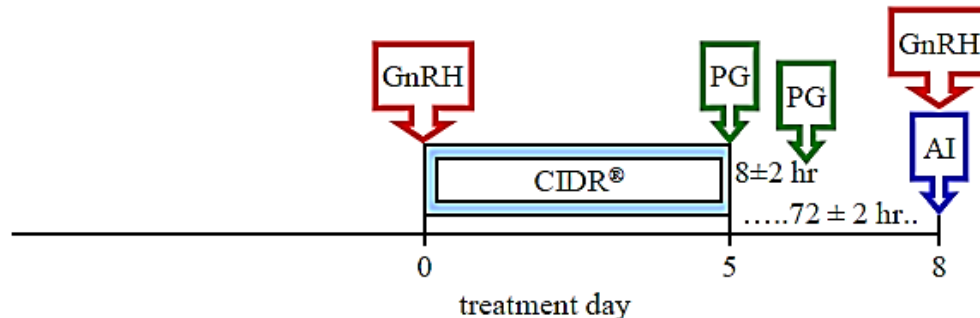 GnRH
GnRH
PG
PG
AI
CIDR®
8±2 hr
.....72 ± 2 hr..
0
5
8
treatment day